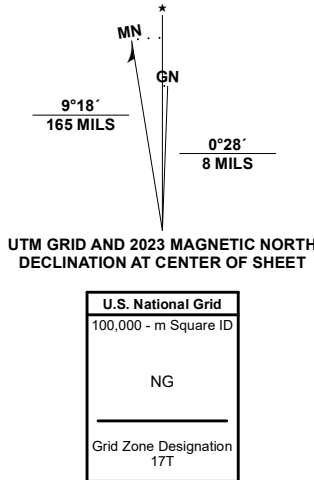 ★
MN
GN
9°18´
165 MILS
0°28´
8 MILS
UTM GRID AND 2023 MAGNETIC NORTH
DECLINATION AT CENTER OF SHEET
U.S. National Grid
100,000 - m Square ID
NG
Grid Zone Designation
17T